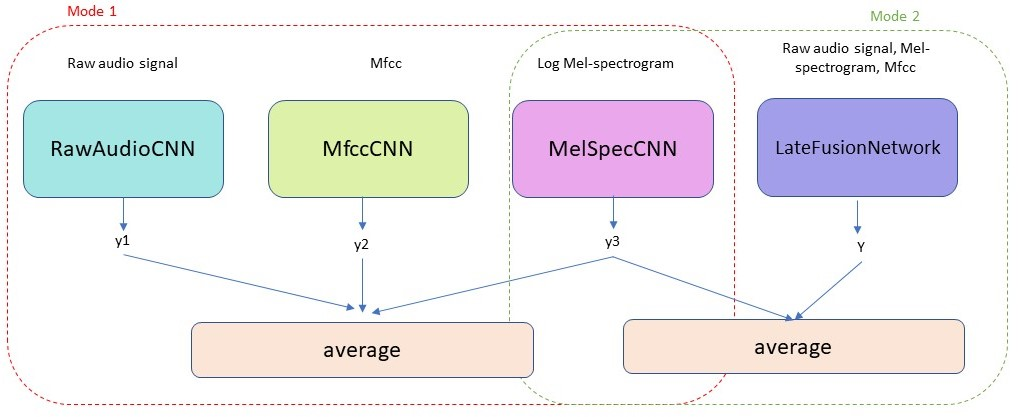 Mode 1
Mode 2
Raw audio signal
Mfcc
Log Mel-spectrogram
Raw audio signal, Mel-
spectrogram, Mfcc
RawAudioCNN
MfccCNN
MelSpecCNN
LateFusionNetwork
y1
y2
y3
Y
average
average